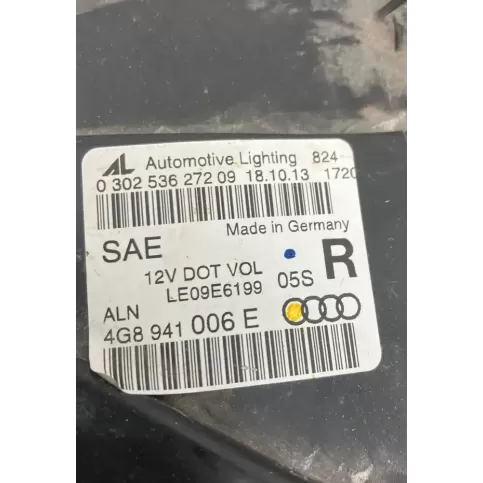 AL Automotive Lighting 824-
0 302 536 272 09 18.10.13 1720
Made in Germany
SAE
R
12V DOT VOL
LE09E6199 05S
ALN
4G8 941 006 E